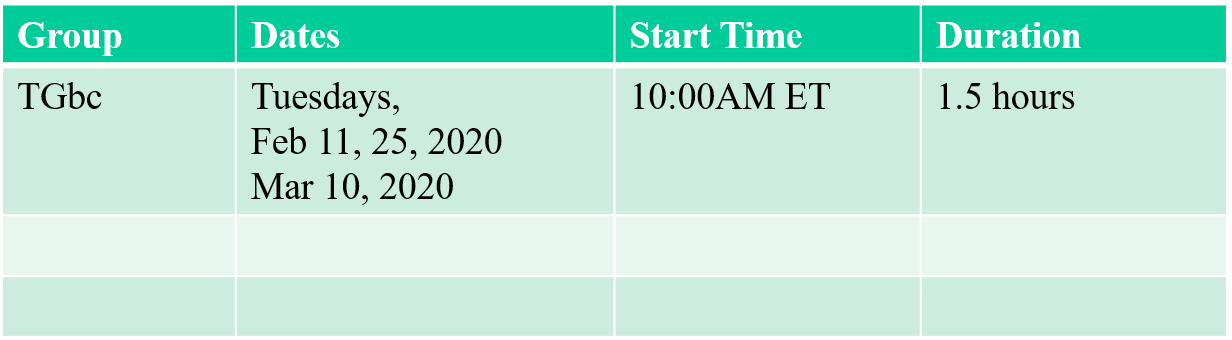 Group Dates Start Time Duration
TGbc Tuesdays, 10:00AM ET 1.5 hours
Feb 11, 25, 2020
Mar 10, 2020